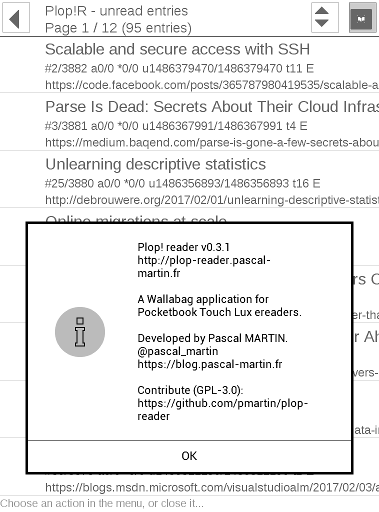 Plop!R - unread entries
Page 1 / 12 (95 entries)
Scalable and secure access with SSH
#2/3882 a0/0 *0/0 u1486379470/1486379470 t11 E
https://code.facebook.com/posts/365787980419535/scalable-a
Parse Is Dead: Secrets About Their Cloud Infras
#3/3881 a0/0 *0/0 u1486367991/1486367991 t4 E
https://medium.baqend.com/parse-is-gone-a-few-secrets-abou
Unlearning descriptive statistics
#25/3880 a0/0 *0/0 u1486356893/1486356893 t16 E
http://debrouwere.org/2017/02/01/unlearning-descriptive-statist
Online migrations at scale
Plop! reader v0.3.1
http://plop-reader.pascal-
martin.fr
A Wallabag application for
Pocketbook Touch Lux ereaders.
Developed by Pascal MARTIN.
@pascal_martin
https://blog.pascal-martin.fr
Contribute (GPL-3.0):
https://github.com/pmartin/plop-
reader
OK
rs C
er-tha
r Ah
vers-
ata-in
https://blogs.msdn.microsoft.com/visualstudioalm/2017/02/03/
Choose an action in the menu, or close it...